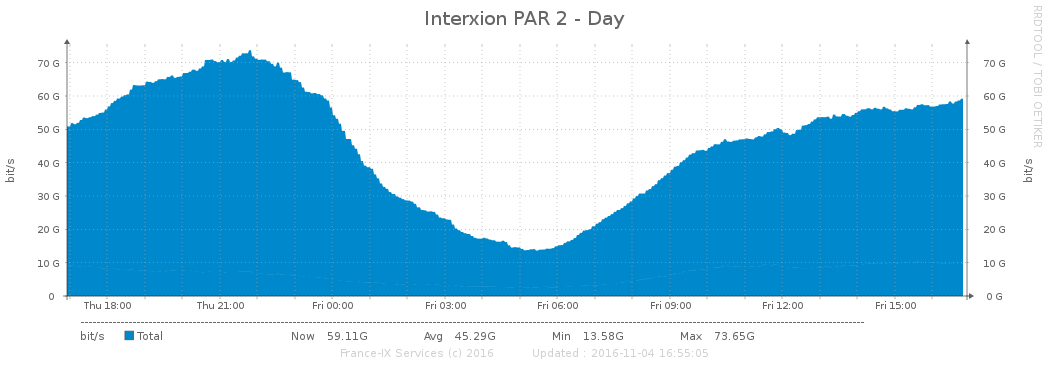 Interxion PAR 2 - Day
RRDTOOL / TOBI OETIKER
bit/s
70 G 70 G
60 G 60 G
50 G 50 G
40 G 40 G
30 G 30 G
20 G 20 G
10 G 10 G
0 0 G
bit/s
Thu 18:00 Thu 21:00 Fri 00:00 Fri 03:00 Fri 06:00 Fri 09:00 Fri 12:00 Fri 15:00
bit/s Total Now 59.11G Avg 45.29G Min 13.58G Max 73.65G
France-IX Services (c) 2016 Updated : 2016-11-04 16:55:05